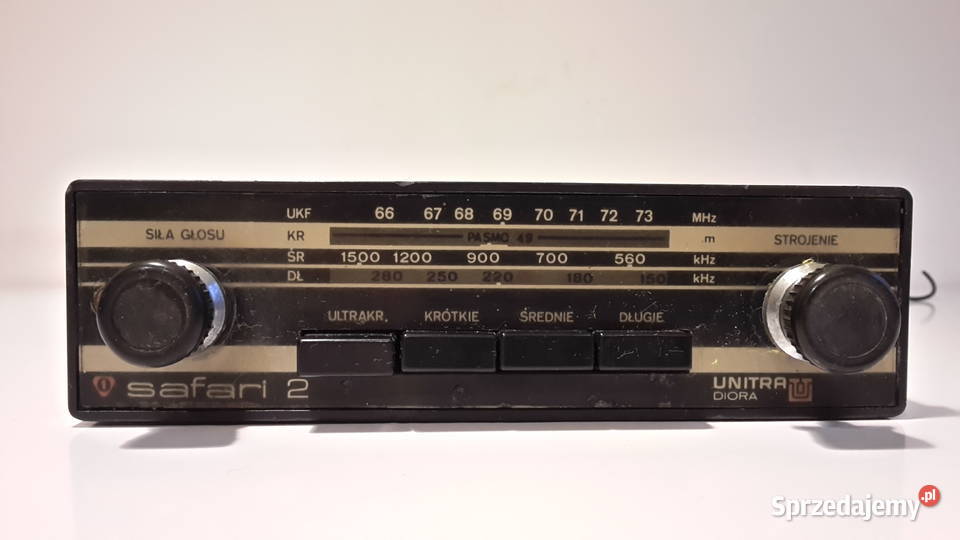 UKF 66 67 68 69 70 71 72 73 MHz
SIŁA GŁOSU KR PASMO 49 m STROJENIE
ŚR 1500 1200 900 700 560 kHz
DŁ 280 250 220 180 150 kHz
ULTRAKR. KRÓTKIE ŚREDNIE DŁUGIE
1 safari 2 UNITRA
DIORA
Sprzedajemy.pl